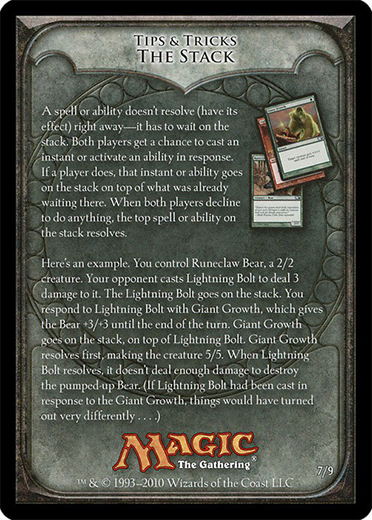 TIPS & TRICKS
THE STACK
A spell or ability doesn't resolve (have its
effect) right away—it has to wait on the
stack. Both players get a chance to cast an
instant or activate an ability in response.
If a player does, that instant or ability goes
on the stack on top of what was already
waiting there. When both players decline
to do anything, the top spell or ability on
the stack resolves.
Here's an example. You control Runeclaw Bear, a 2/2
creature. Your opponent casts Lightning Bolt to deal 3
damage to it. The Lightning Bolt goes on the stack. You
respond to Lightning Bolt with Giant Growth, which gives
the Bear +3/+3 until the end of the turn. Giant Growth
goes on the stack, on top of Lightning Bolt. Giant Growth
resolves first, making the creature 5/5. When Lightning
Bolt resolves, it doesn't deal enough damage to destroy
the pumped-up Bear. (If Lightning Bolt had been cast in
response to the Giant Growth, things would have turned
out very differently . . . .)
MAGIC
The Gathering®
™ & © 1993–2010 Wizards of the Coast LLC
7/9